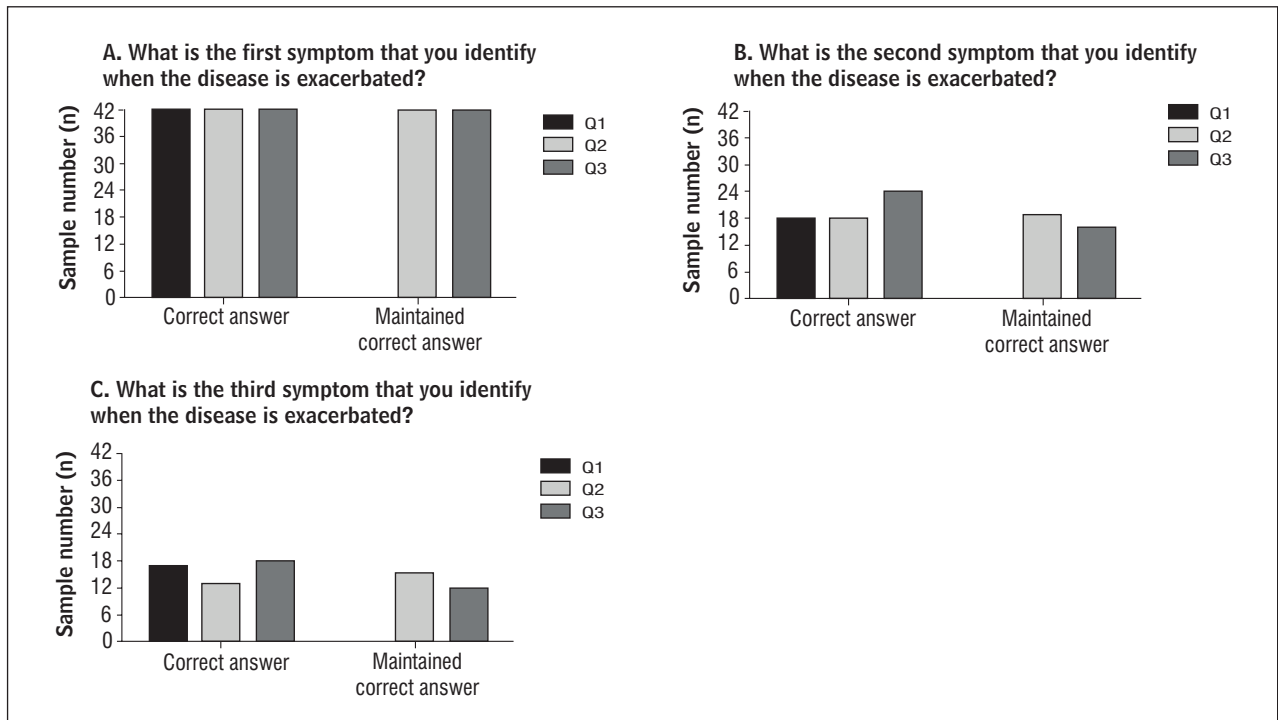 A. What is the first symptom that you identify
when the disease is exacerbated?
Sample number (n)
42
36
30
24
18
12
6
0
Correct answer
Maintained
correct answer
Q1
Q2
Q3
B. What is the second symptom that you identify
when the disease is exacerbated?
Sample number (n)
42
36
30
24
18
12
6
0
Correct answer
Maintained
correct answer
Q1
Q2
Q3
C. What is the third symptom that you identify
when the disease is exacerbated?
Sample number (n)
42
36
30
24
18
12
6
0
Correct answer
Maintained
correct answer
Q1
Q2
Q3